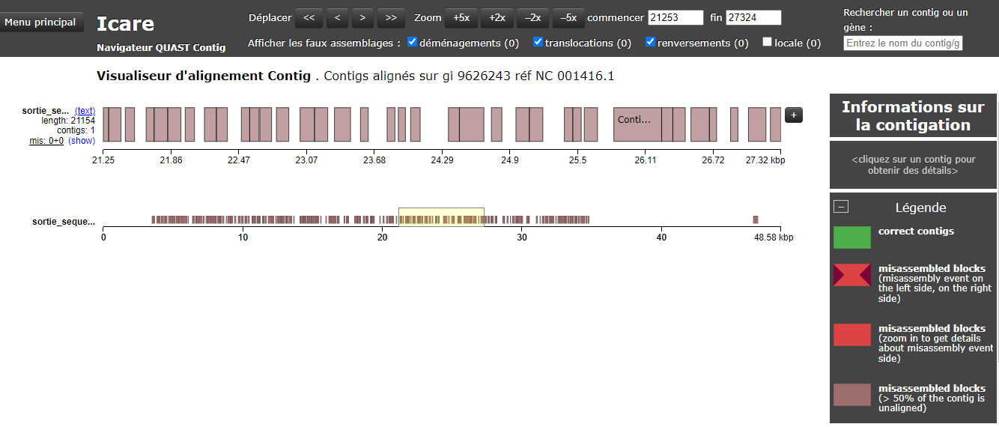 Menu principal
Icare
Navigateur QUAST Contig
Déplacer << < > >> Zoom +5x +2x –2x –5x commencer 21253 fin 27324
Afficher les faux assemblages : déménagements (0) translocations (0) renversements (0) locale (0)
Rechercher un contig ou un
gène :
Entrez le nom du contig/g
Visualiseur d'alignement Contig . Contigs alignés sur gi 9626243 réf NC 001416.1
sortie_se... (text)
length: 21154
contigs: 1
mis: 0+0 (show)
Conti...
+
21.25 21.86 22.47 23.07 23.68 24.29 24.9 25.5 26.11 26.72 27.32 kbp
sortie_seque...
0 10 20 30 40 48.58 kbp
Informations sur
la contigation
<cliquez sur un contig pour
obtenir des détails>
– Légende
correct contigs
misassembled blocks
(misassembly event on
the left side, on the right
side)
misassembled blocks
(zoom in to get details
about misassembly event
side)
misassembled blocks
(> 50% of the contig is
unaligned)